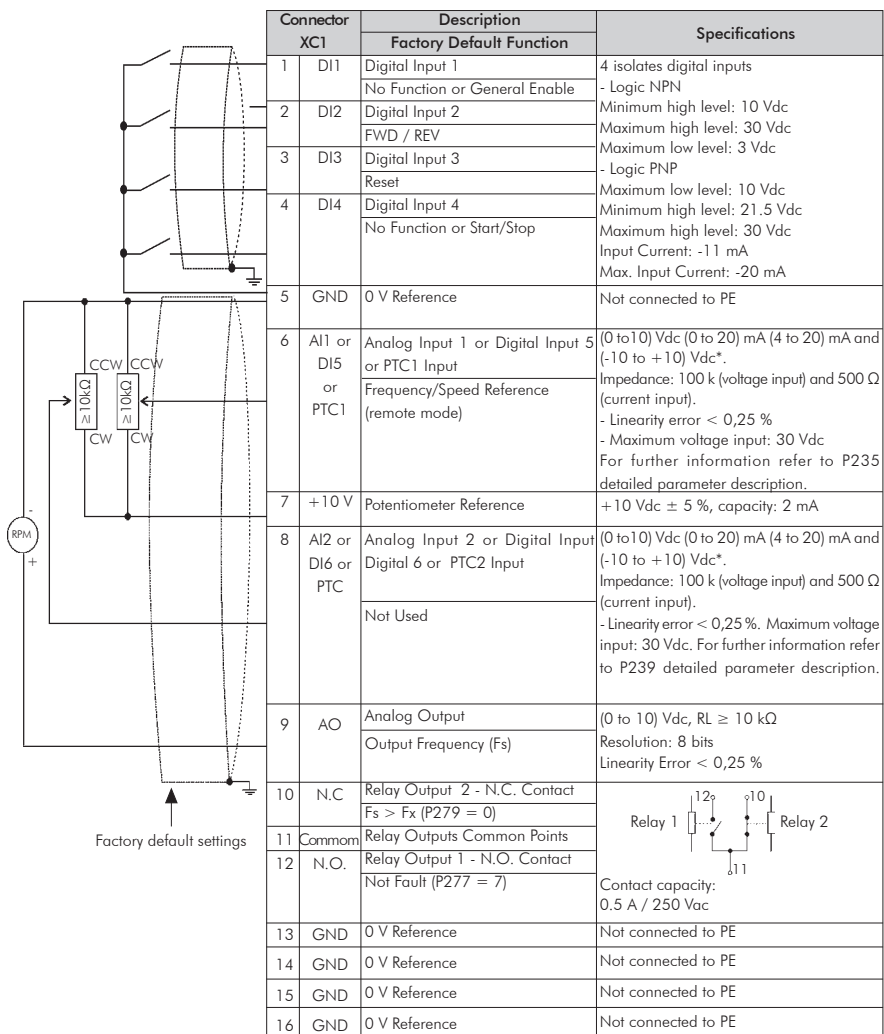 Connector XC1
Description
Factory Default Function
Specifications
1 DI1 Digital Input 1
No Function or General Enable
2 DI2 Digital Input 2
FWD / REV
3 DI3 Digital Input 3
Reset
4 DI4 Digital Input 4
No Function or Start/Stop
4 isolates digital inputs
- Logic NPN
Minimum high level: 10 Vdc
Maximum high level: 30 Vdc
Maximum low level: 3 Vdc
- Logic PNP
Maximum low level: 10 Vdc
Minimum high level: 21.5 Vdc
Maximum high level: 30 Vdc
Input Current: -11 mA
Max. Input Current: -20 mA
5 GND 0 V Reference
Not connected to PE
6 AI1 or
DI5
or
PTC1
Analog Input 1 or Digital Input 5
or PTC1 Input
Frequency/Speed Reference
(remote mode)
(0 to10) Vdc (0 to 20) mA (4 to 20) mA and
(-10 to +10) Vdc*.
Impedance: 100 k (voltage input) and 500 Ω
(current input).
- Linearity error < 0,25 %
- Maximum voltage input: 30 Vdc
For further information refer to P235
detailed parameter description.
7 +10 V Potentiometer Reference
+10 Vdc ± 5 %, capacity: 2 mA
8 AI2 or
DI6 or
PTC
Analog Input 2 or Digital Input
Digital 6 or PTC2 Input
Not Used
(0 to10) Vdc (0 to 20) mA (4 to 20) mA and
(-10 to +10) Vdc*.
Impedance: 100 k (voltage input) and 500 Ω
(current input).
- Linearity error < 0,25 %. Maximum voltage
input: 30 Vdc. For further information refer
to P239 detailed parameter description.
9 AO Analog Output
Output Frequency (Fs)
(0 to 10) Vdc, RL ≥ 10 kΩ
Resolution: 8 bits
Linearity Error < 0,25 %
10 N.C Relay Output 2 - N.C. Contact
Fs > Fx (P279 = 0)
11 Commom Relay Outputs Common Points
12 N.O. Relay Output 1 - N.O. Contact
Not Fault (P277 = 7)
12 10
Relay 1 Relay 2
11
Contact capacity:
0.5 A / 250 Vac
13 GND 0 V Reference Not connected to PE
14 GND 0 V Reference Not connected to PE
15 GND 0 V Reference Not connected to PE
16 GND 0 V Reference Not connected to PE
CCW CCW
≥10kΩ ≥10kΩ
CW CW
-
RPM
+
Factory default settings